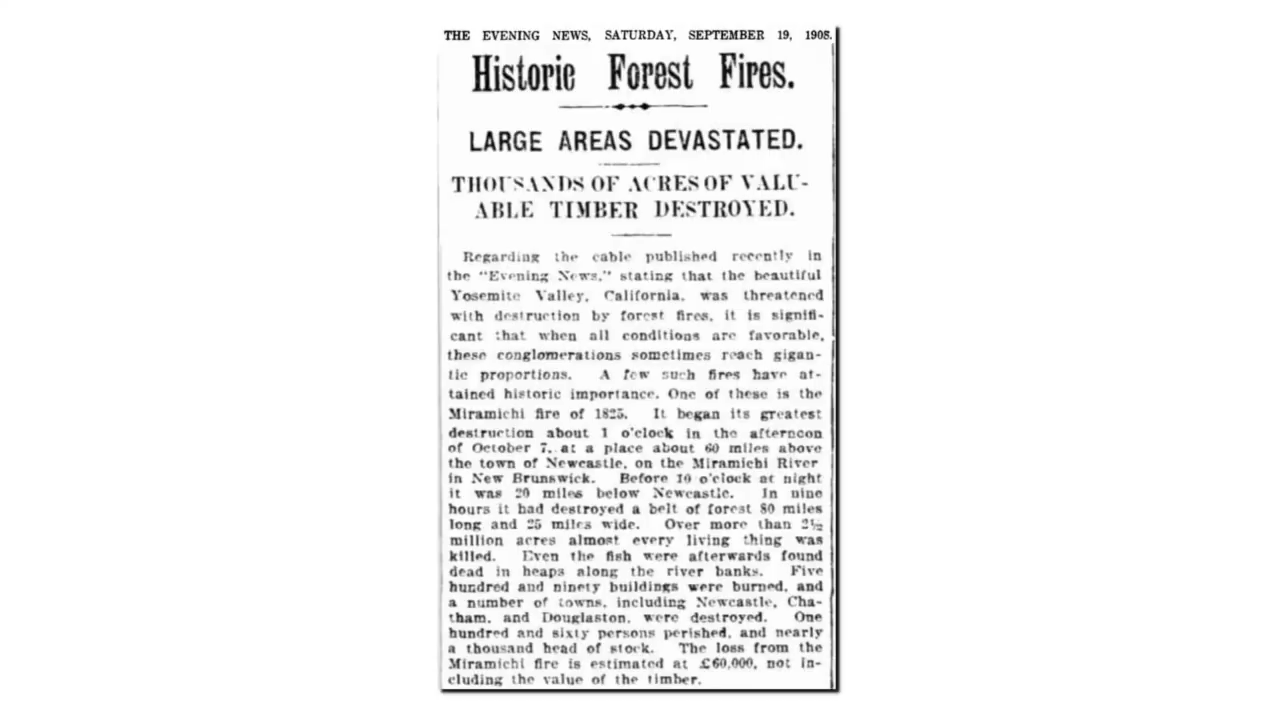 THE EVENING NEWS, SATURDAY, SEPTEMBER 19, 1908.
Historic Forest Fires.
LARGE AREAS DEVASTATED.
THOUSANDS OF ACRES OF VALU-
ABLE TIMBER DESTROYED.
Regarding the cable published recently in
the "Evening News," stating that the beautiful
Yosemite Valley, California, was threatened
with destruction by forest fires, it is signifi-
cant that when all conditions are favorable,
these conglomerations sometimes reach gigan-
tic proportions. A few such fires have at-
tained historic importance. One of these is the
Miramichi fire of 1825. It began its greatest
destruction about 1 o'clock in the afternoon
of October 7, at a place about 60 miles above
the town of Newcastle, on the Miramichi River
in New Brunswick. Before 10 o'clock at night
it was 20 miles below Newcastle. In nine
hours it had destroyed a belt of forest 80 miles
long and 25 miles wide. Over more than 2½
million acres almost every living thing was
killed. Even the fish were afterwards found
dead in heaps along the river banks. Five
hundred and ninety buildings were burned, and
a number of towns, including Newcastle, Cha-
tham, and Douglaston, were destroyed. One
hundred and sixty persons perished, and nearly
a thousand head of stock. The loss from the
Miramichi fire is estimated at £60,000, not in-
cluding the value of the timber.